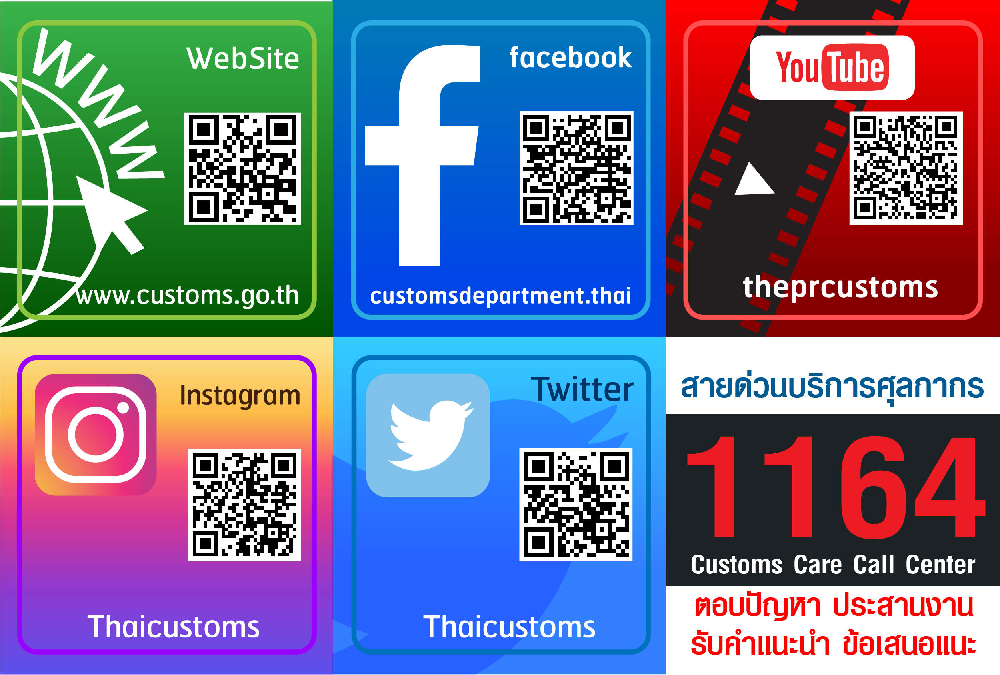 www
WebSite
www.customs.go.th
facebook
customsdepartment.thai
YouTube
theprcustoms
Instagram
Thaicustoms
Twitter
Thaicustoms
สายด่วนบริการศุลกากร
1164
Customs Care Call Center
ตอบปัญหา ประสานงาน
รับคำแนะนำ ข้อเสนอแนะ